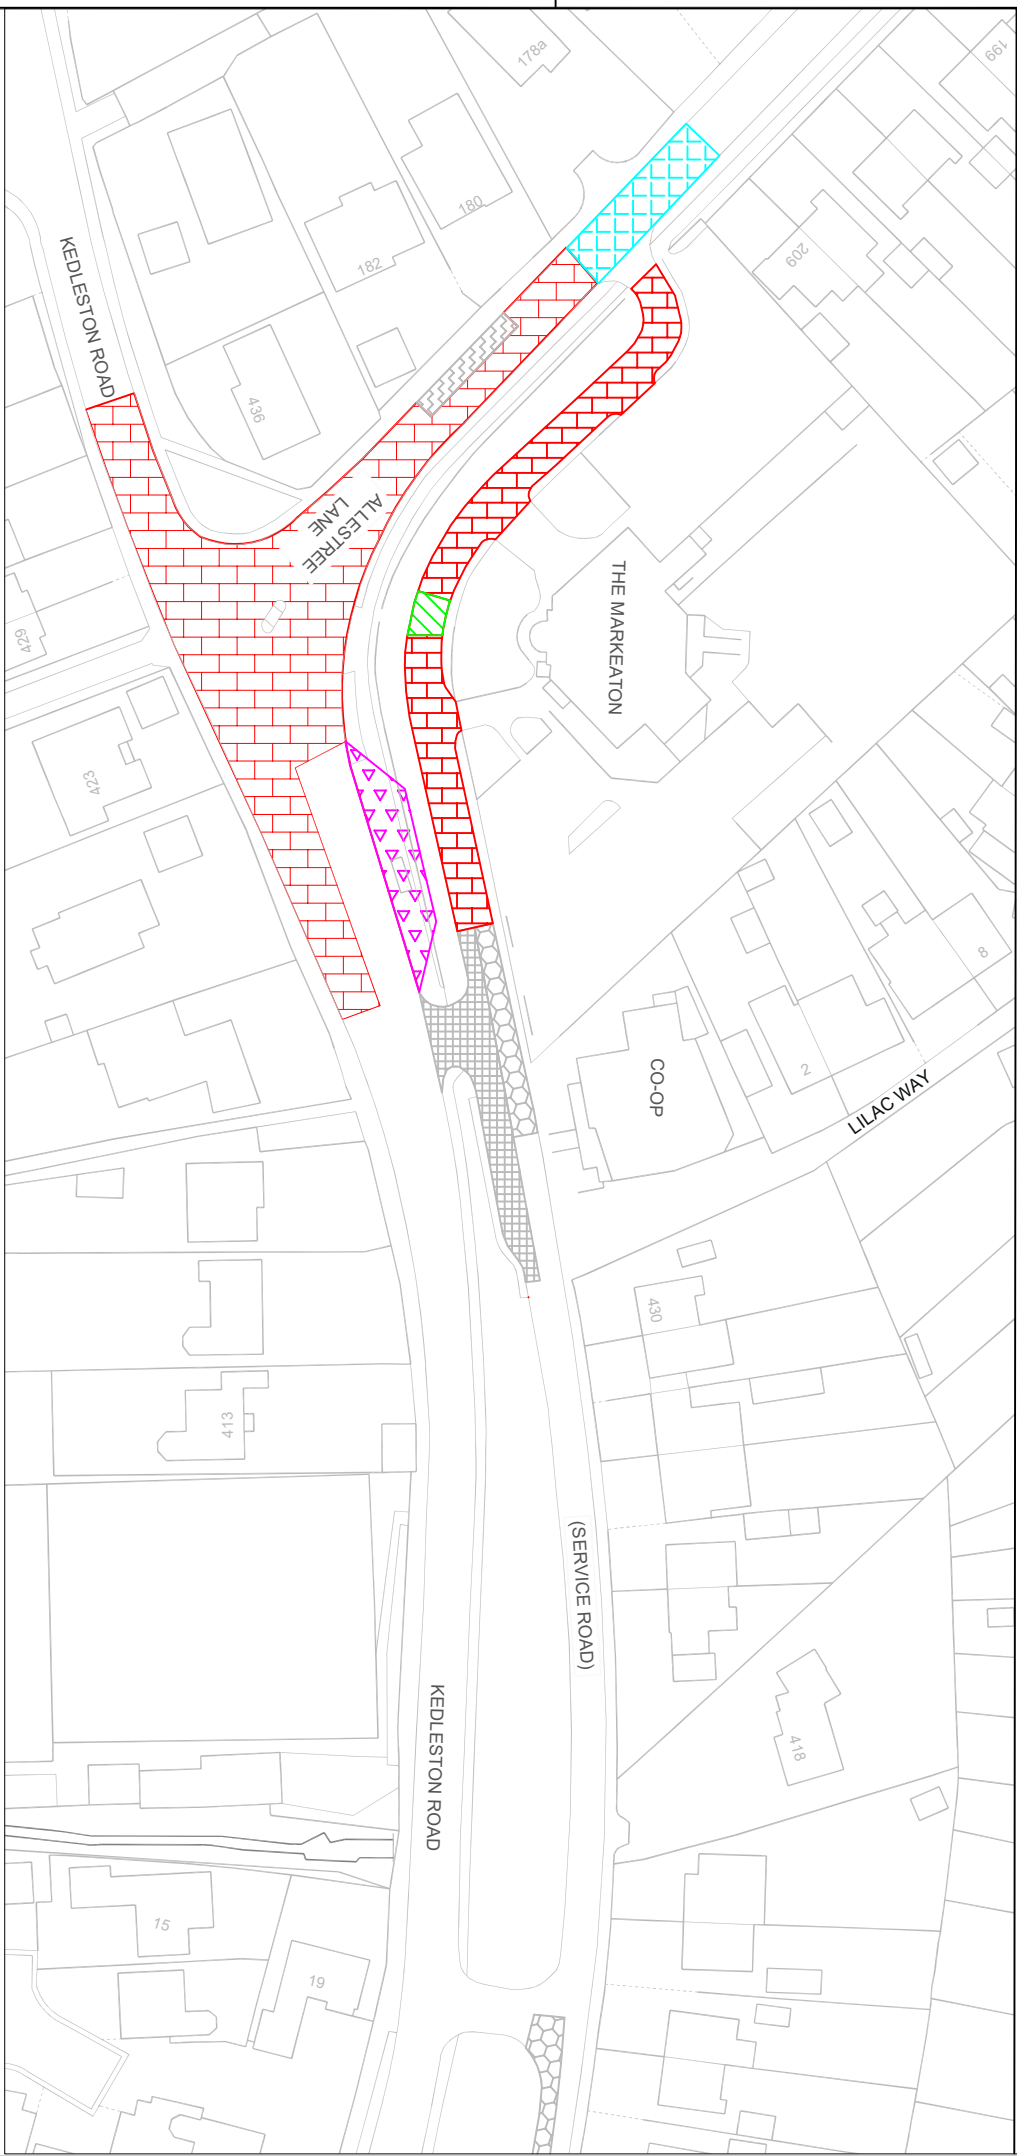 178a
199
180
209
182
KEDLESTON ROAD
436
ALLESTREE
LANE
THE MARKEATON
429
423
8
2
CO-OP
LILAC WAY
430
413
(SERVICE ROAD)
KEDLESTON ROAD
418
15
19